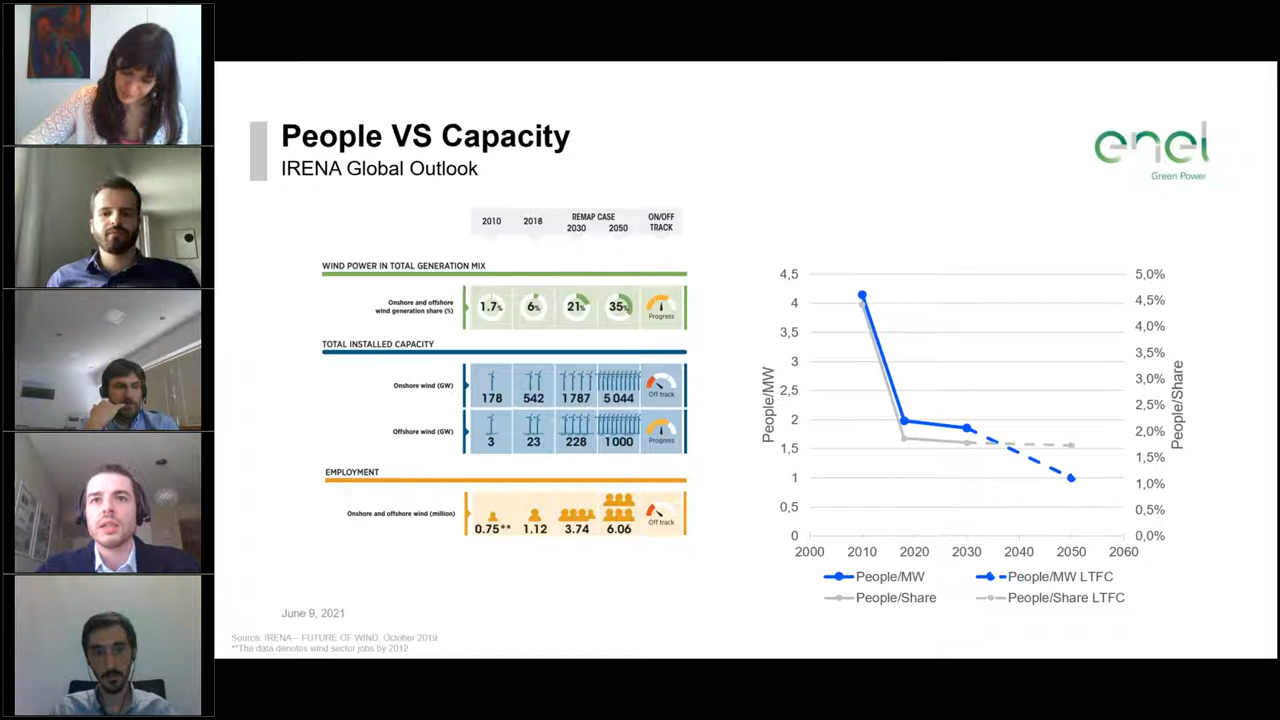 People VS Capacity
IRENA Global Outlook
enel
Green Power
2010 2018 REMAP CASE 2030 2050 ON/OFF TRACK
WIND POWER IN TOTAL GENERATION MIX
Onshore and offshore
wind generation share (%)
1.7% 6% 21% 35% Progress
TOTAL INSTALLED CAPACITY
Onshore wind (GW) 178 542 1 787 5 044 Off track
Offshore wind (GW) 3 23 228 1 000 Progress
EMPLOYMENT
Onshore and offshore wind (million) 0.75** 1.12 3.74 6.06 Off track
People/MW
4,5
4
3,5
3
2,5
2
1,5
1
0,5
0
2000 2010 2020 2030 2040 2050 2060
5,0%
4,5%
4,0%
3,5%
3,0%
2,5%
2,0%
1,5%
1,0%
0,5%
0,0%
People/Share
People/MW People/MW LTFC
People/Share People/Share LTFC
June 9, 2021
Source: IRENA – FUTURE OF WIND, October 2019
**The data denotes wind sector jobs by 2012